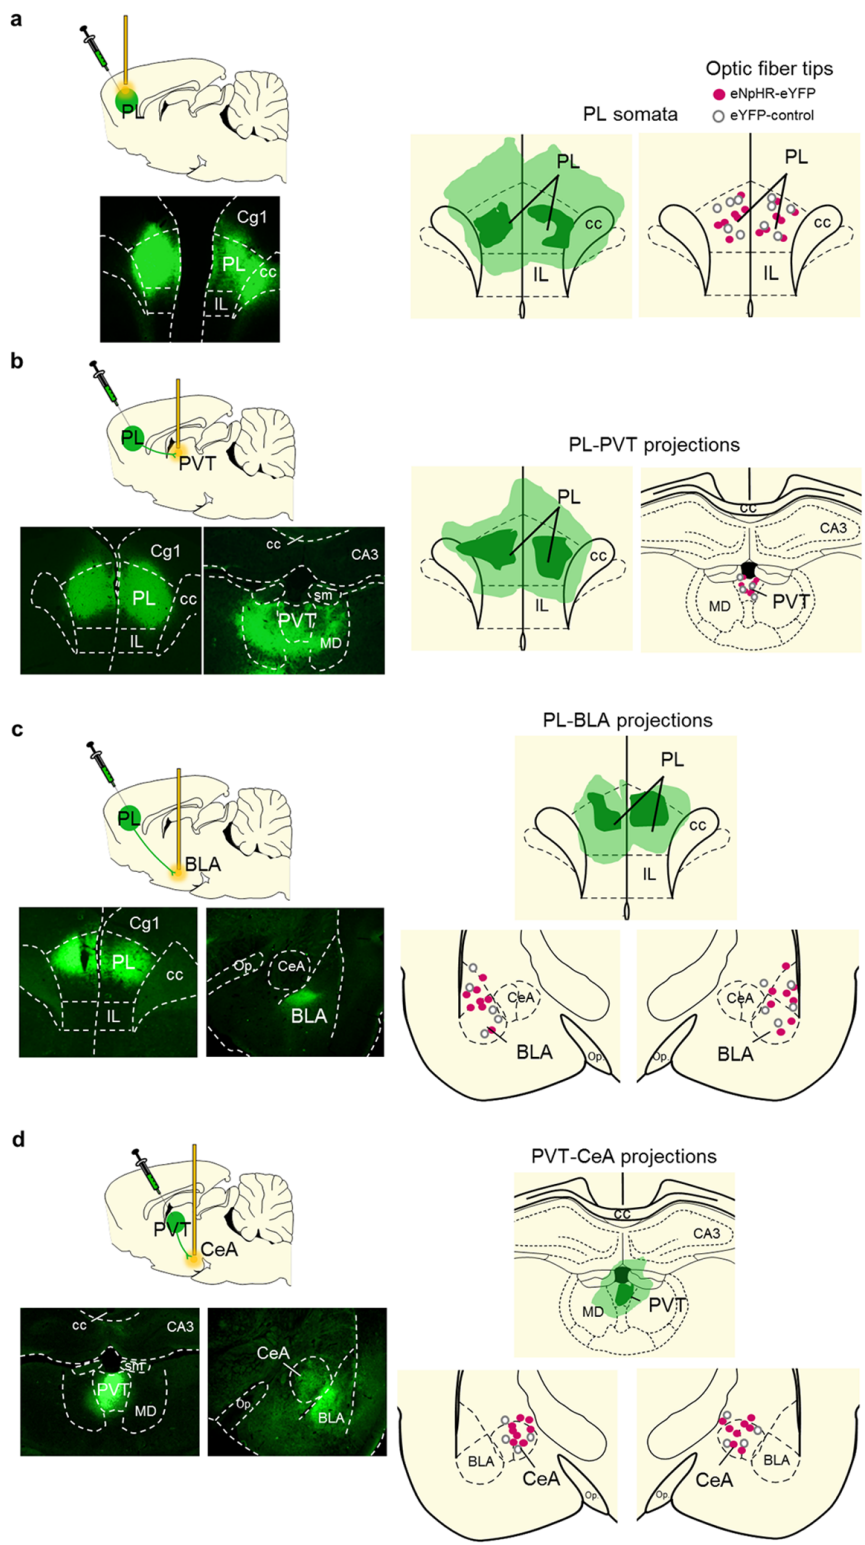 a
PL
Cg1
PL
cc
IL
Optic fiber tips
eNpHR-eYFP
eYFP-control
PL somata
PL
cc
IL
PL
cc
IL
b
PL
PVT
Cg1
PL
cc
IL
cc
CA3
sm
PVT
MD
PL-PVT projections
PL
cc
IL
cc
CA3
MD
PVT
c
PL
BLA
Cg1
PL
cc
IL
Op.
CeA
BLA
PL-BLA projections
PL
cc
IL
CeA
BLA
Op.
CeA
BLA
Op.
d
PVT
CeA
cc
CA3
sm
PVT
MD
CeA
Op.
BLA
PVT-CeA projections
cc
CA3
MD
PVT
BLA
CeA
Op.
BLA
CeA
Op.